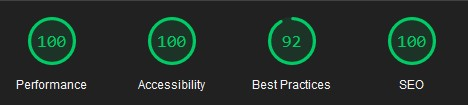 100 100 92 100
Performance Accessibility Best Practices SEO